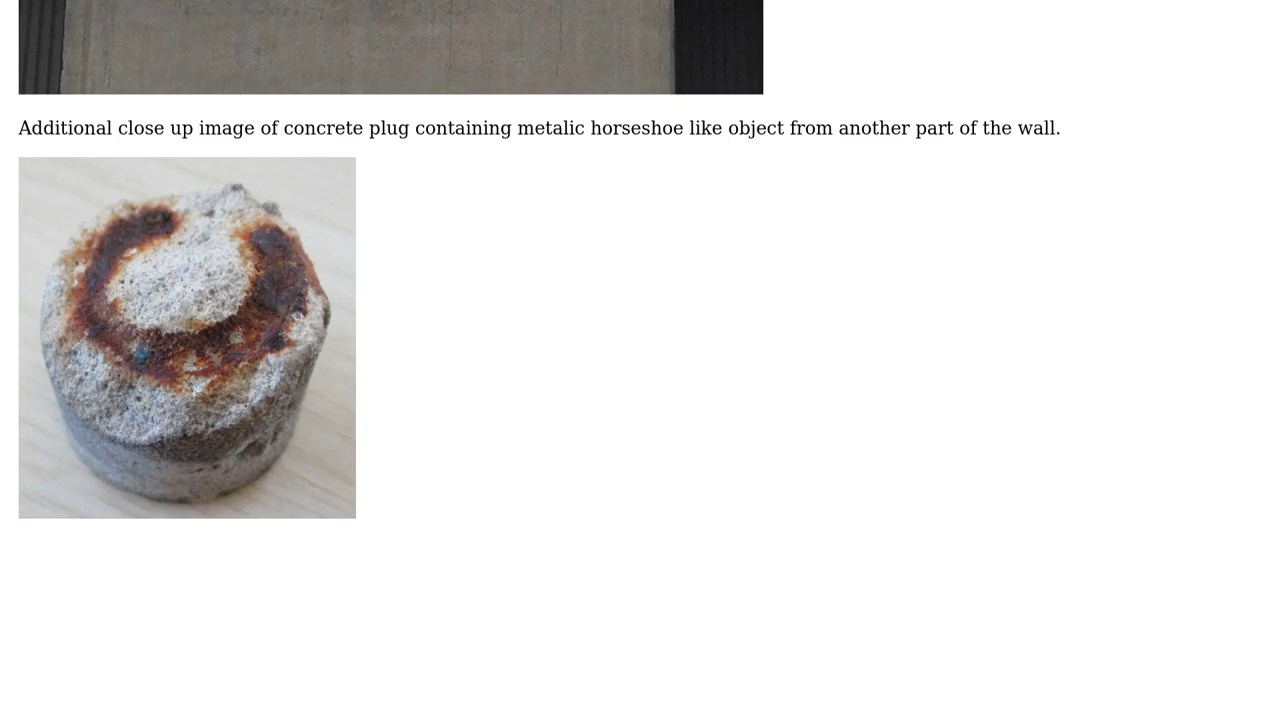 Additional close up image of concrete plug containing metalic horseshoe like object from another part of the wall.